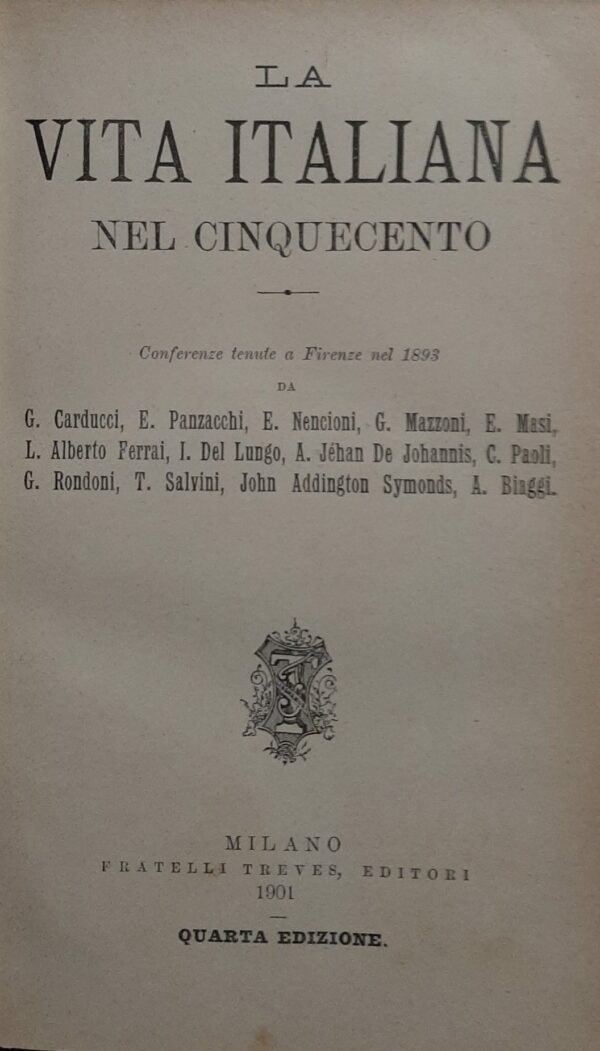 LA
VITA ITALIANA
NEL CINQUECENTO
Conferenze tenute a Firenze nel 1893
DA
G. Carducci, E. Panzacchi, E. Nencioni, G. Mazzoni, E. Masi,
L. Alberto Ferrai, I. Del Lungo, A. Jéhan De Johannis, C. Paoli,
G. Rondoni, T. Salvini, John Addington Symonds, A. Biaggi.
MILANO
FRATELLI TREVES, EDITORI
1901
QUARTA EDIZIONE.